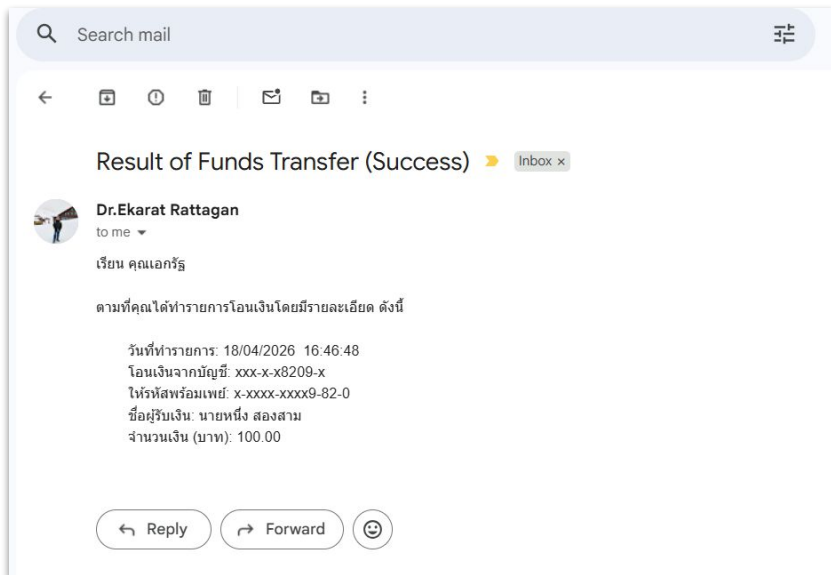 Search mail
Result of Funds Transfer (Success) Inbox ×
Dr.Ekarat Rattagan
to me
เรียน คุณเอกรัฐ
ตามที่คุณได้ทำรายการโอนเงินโดยมีรายละเอียด ดังนี้
วันที่ทำรายการ: 18/04/2026 16:46:48
โอนเงินจากบัญชี: xxx-x-x8209-x
ให้รหัสพร้อมเพย์: x-xxxx-xxxx9-82-0
ชื่อผู้รับเงิน: นายหนึ่ง สองสาม
จำนวนเงิน (บาท): 100.00
Reply Forward